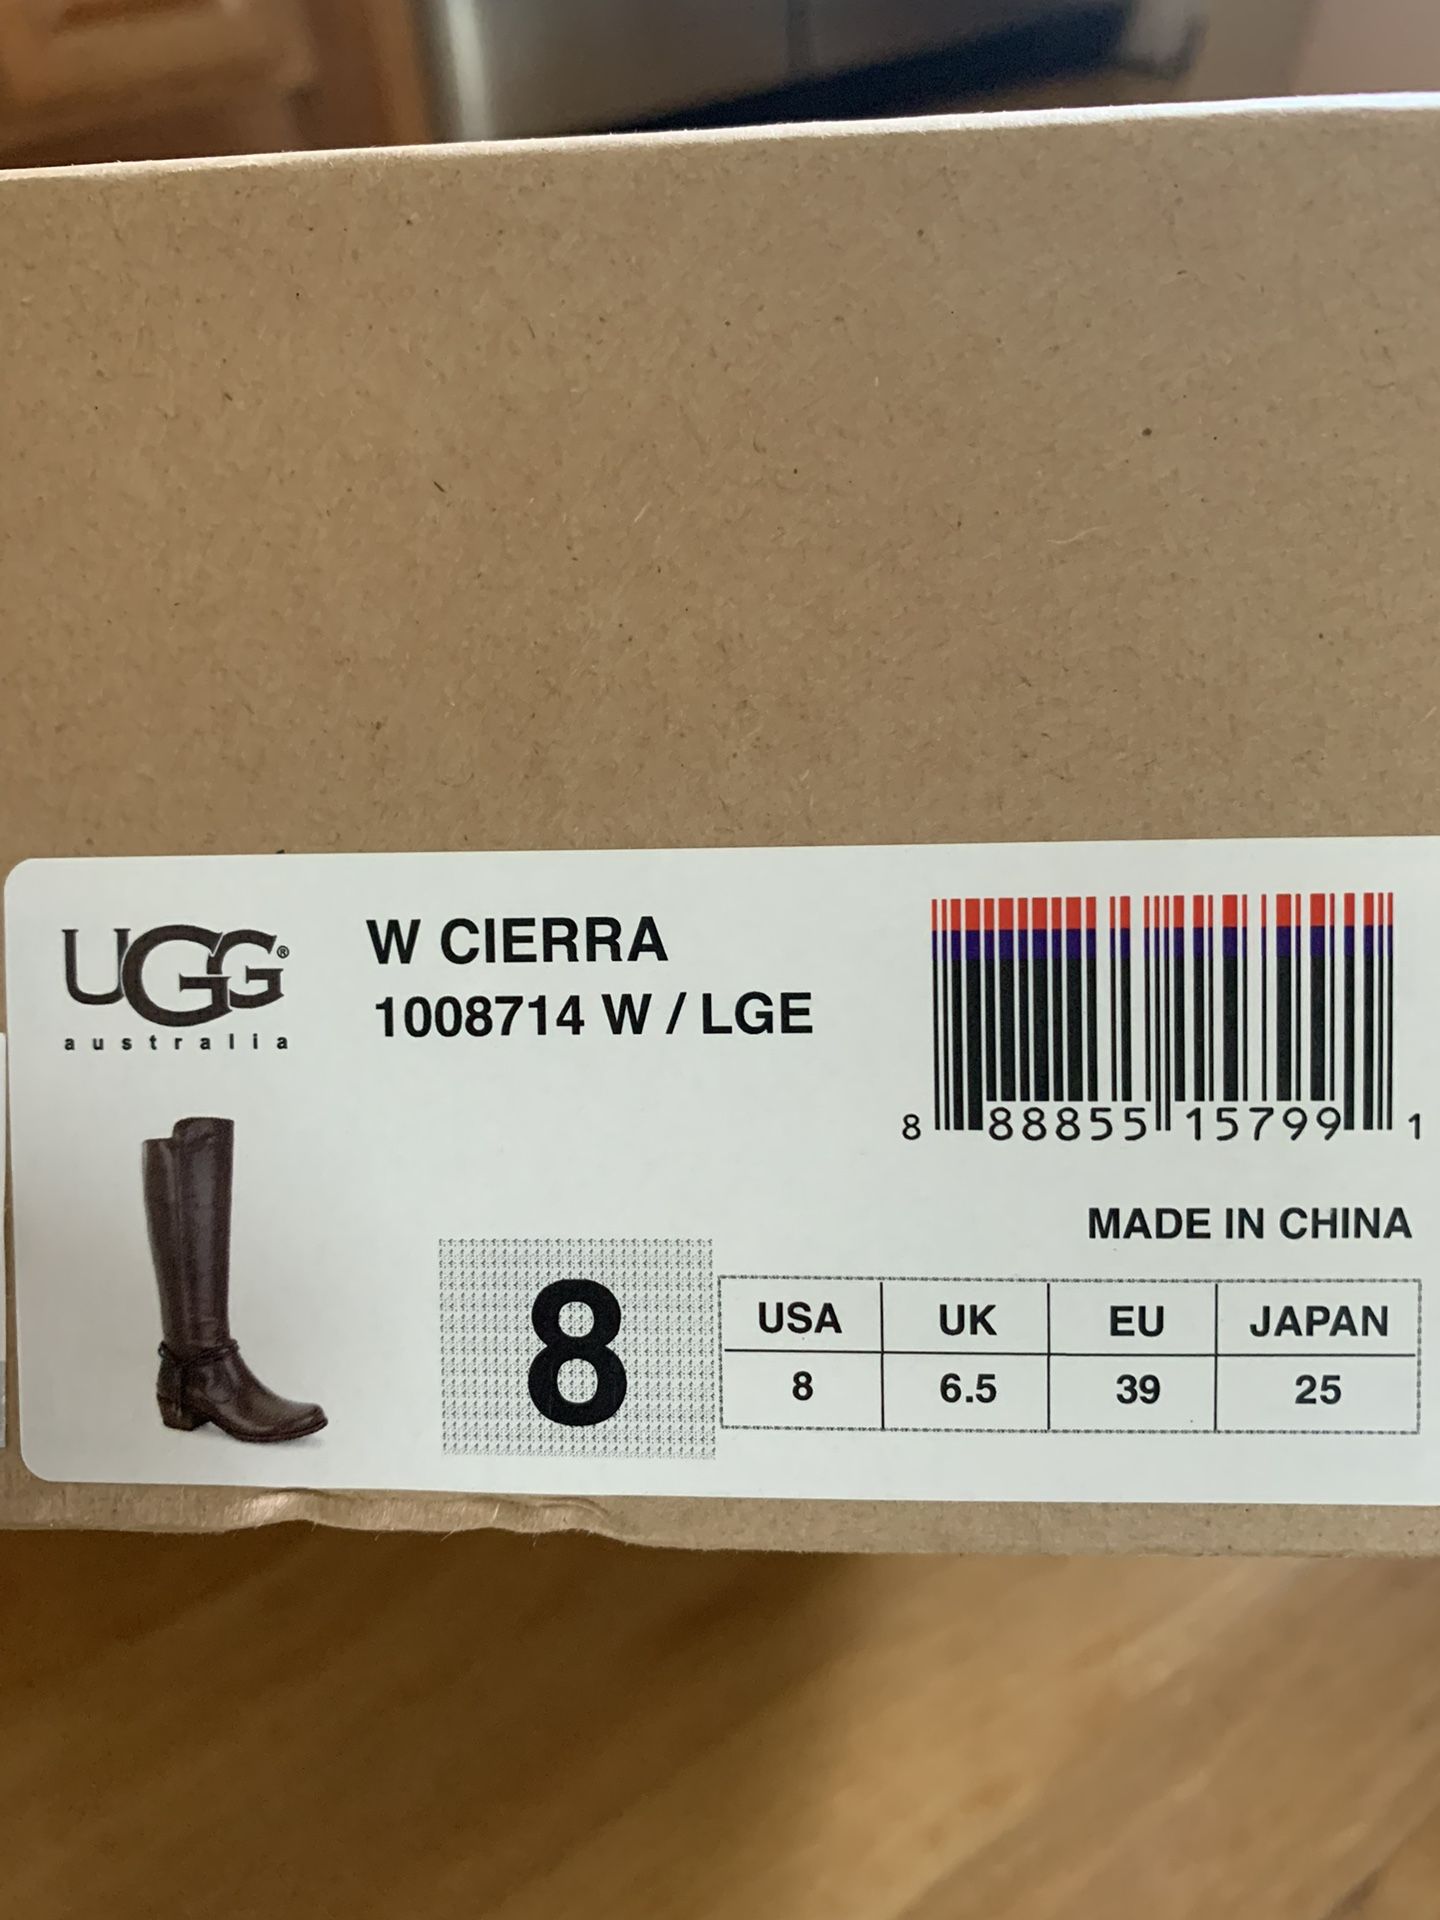 UGG®
australia
W CIERRA
1008714 W / LGE
8 88855 15799 1
MADE IN CHINA
8
USA UK EU JAPAN
8 6.5 39 25